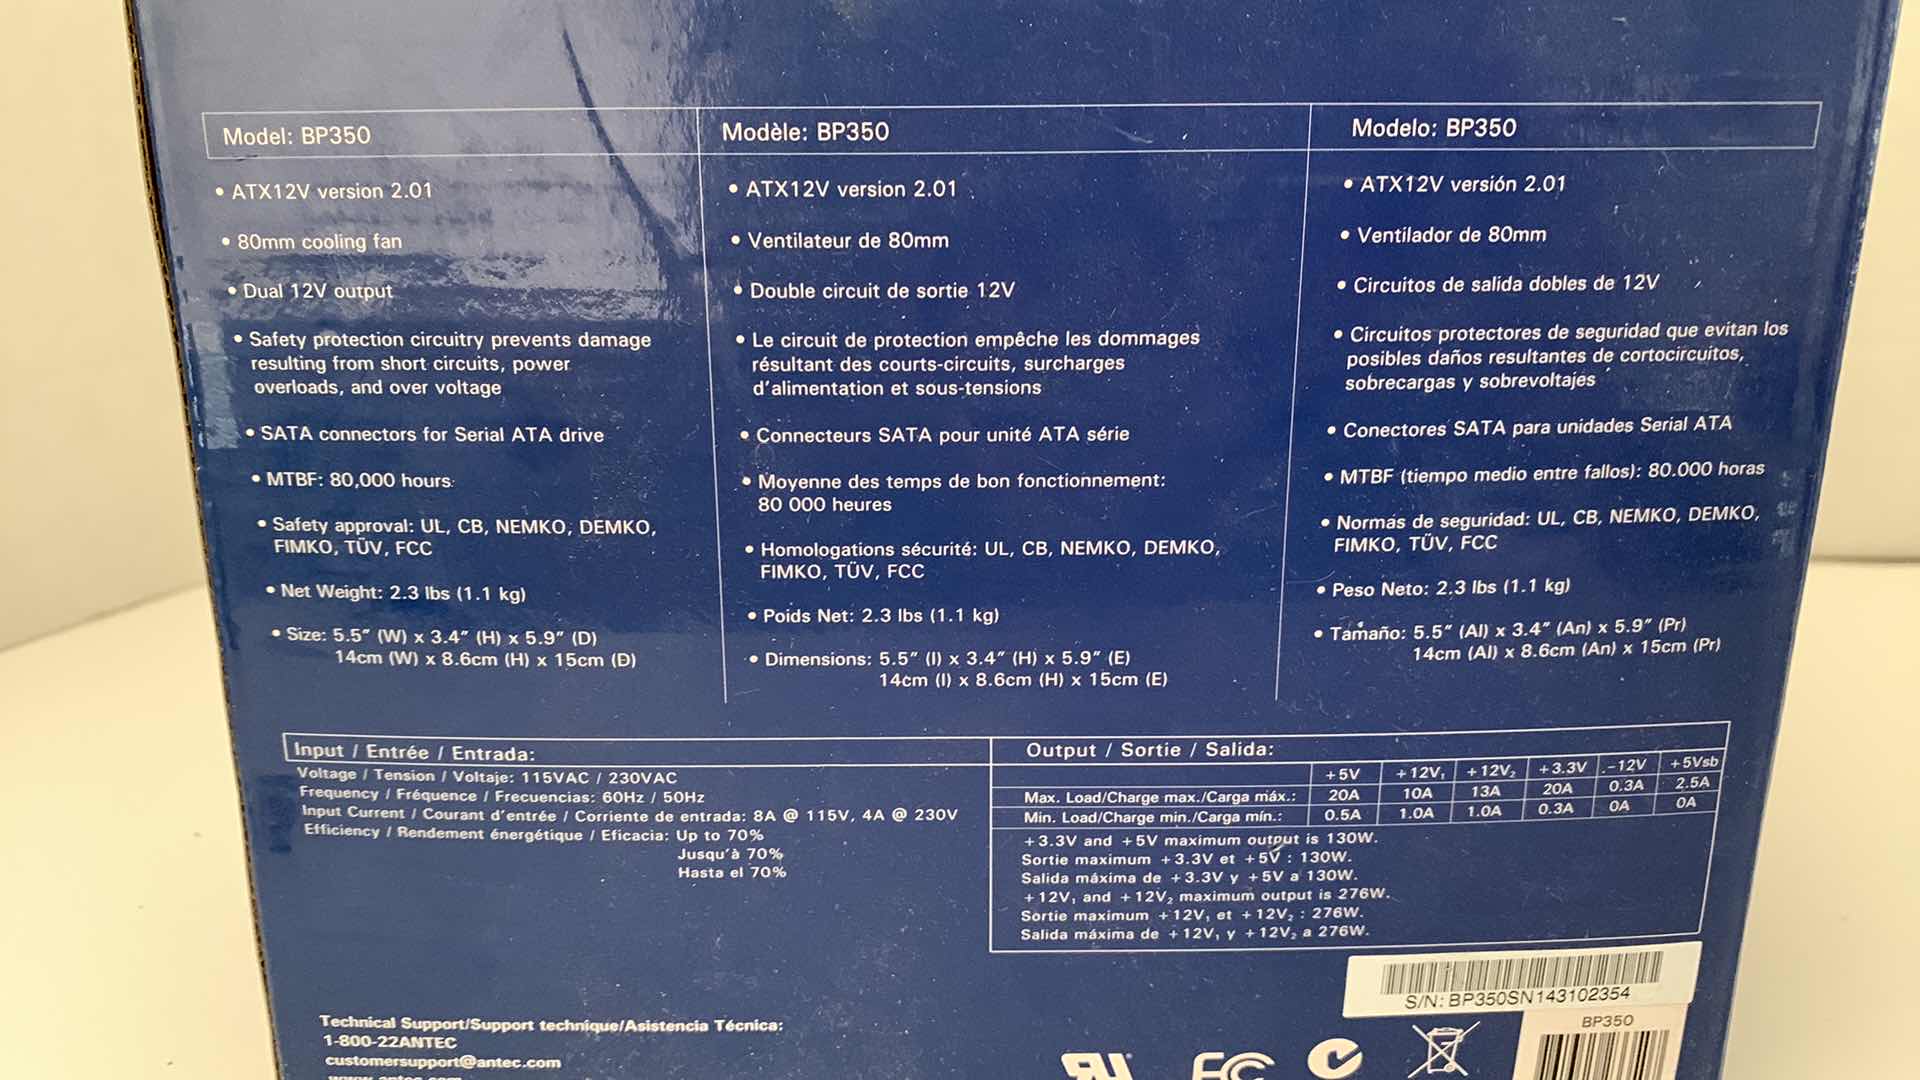 Model: BP350
• ATX12V version 2.01
• 80mm cooling fan
• Dual 12V output
• Safety protection circuitry prevents damage
resulting from short circuits, power
overloads, and over voltage
• SATA connectors for Serial ATA drive
• MTBF: 80,000 hours
• Safety approval: UL, CB, NEMKO, DEMKO,
FIMKO, TÜV, FCC
• Net Weight: 2.3 lbs (1.1 kg)
• Size: 5.5" (W) x 3.4" (H) x 5.9" (D)
14cm (W) x 8.6cm (H) x 15cm (D)
Modèle: BP350
• ATX12V version 2.01
• Ventilateur de 80mm
• Double circuit de sortie 12V
• Le circuit de protection empêche les dommages
résultant des courts-circuits, surcharges
d'alimentation et sous-tensions
• Connecteurs SATA pour unité ATA série
• Moyenne des temps de bon fonctionnement:
80 000 heures
• Homologations sécurité: UL, CB, NEMKO, DEMKO,
FIMKO, TÜV, FCC
• Poids Net: 2.3 lbs (1.1 kg)
• Dimensions: 5.5" (l) x 3.4" (H) x 5.9" (E)
14cm (l) x 8.6cm (H) x 15cm (E)
Modelo: BP350
• ATX12V versión 2.01
• Ventilador de 80mm
• Circuitos de salida dobles de 12V
• Circuitos protectores de seguridad que evitan los
posibles daños resultantes de cortocircuitos,
sobrecargas y sobrevoltajes
• Conectores SATA para unidades Serial ATA
• MTBF (tiempo medio entre fallos): 80.000 horas
• Normas de seguridad: UL, CB, NEMKO, DEMKO,
FIMKO, TÜV, FCC
• Peso Neto: 2.3 lbs (1.1 kg)
• Tamaño: 5.5" (Al) x 3.4" (An) x 5.9" (Pr)
14cm (Al) x 8.6cm (An) x 15cm (Pr)
Input / Entrée / Entrada:
Voltage / Tension / Voltaje: 115VAC / 230VAC
Frequency / Fréquence / Frecuencias: 60Hz / 50Hz
Input Current / Courant d'entrée / Corriente de entrada: 8A @ 115V, 4A @ 230V
Efficiency / Rendement énergétique / Eficacia: Up to 70%
Jusqu'à 70%
Hasta el 70%
Output / Sortie / Salida:
+5V +12V₁ +12V₂ +3.3V -12V +5Vsb
Max. Load/Charge max./Carga máx.: 20A 10A 13A 20A 0.3A 2.5A
Min. Load/Charge min./Carga mín.: 0.5A 1.0A 1.0A 0.3A 0A 0A
+3.3V and +5V maximum output is 130W.
Sortie maximum +3.3V et +5V : 130W.
Salida máxima de +3.3V y +5V a 130W.
+12V₁ and +12V₂ maximum output is 276W.
Sortie maximum +12V₁ et +12V₂ : 276W.
Salida máxima de +12V₁ y +12V₂ a 276W.
S/N: BP350SN143102354
BP350
Technical Support/Support technique/Asistencia Técnica:
1-800-22ANTEC
customersupport@antec.com
www.antec.com
FC